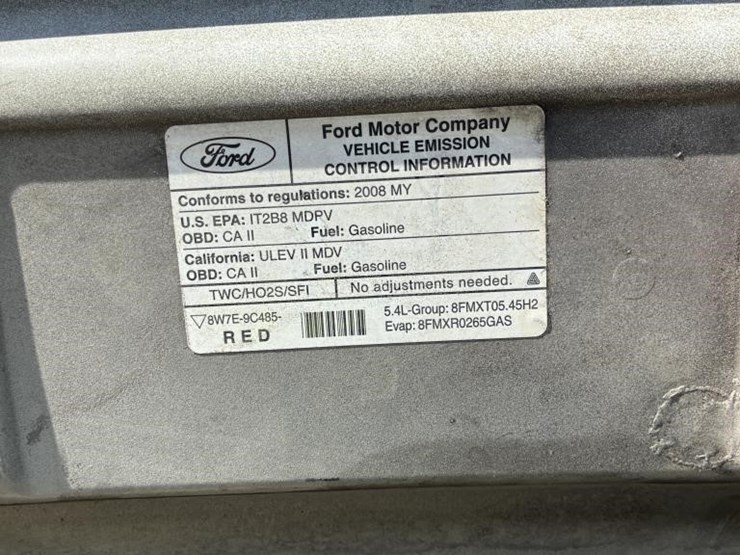 Ford
Ford Motor Company
VEHICLE EMISSION
CONTROL INFORMATION
Conforms to regulations: 2008 MY
U.S. EPA: IT2B8 MDPV
OBD: CA II Fuel: Gasoline
California: ULEV II MDV
OBD: CA II Fuel: Gasoline
TWC/HO2S/SFI No adjustments needed.
8W7E-9C485-
RED
5.4L-Group: 8FMXT05.45H2
Evap: 8FMXR0265GAS